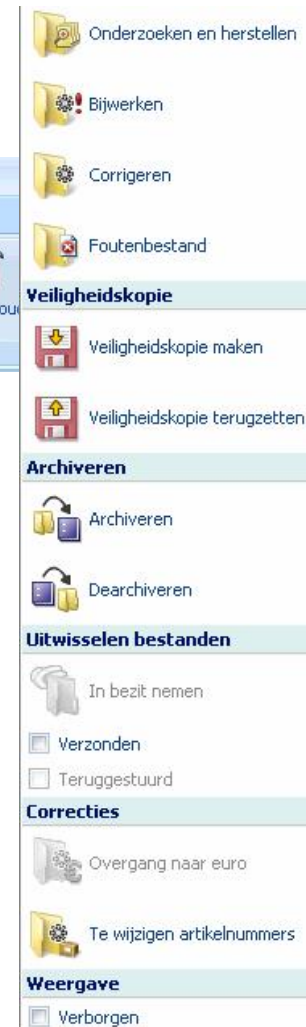 Onderzoeken en herstellen
Bijwerken
Corrigeren
Foutenbestand
Veiligheidskopie
Veiligheidskopie maken
Veiligheidskopie terugzetten
Archiveren
Archiveren
Dearchiveren
Uitwisselen bestanden
In bezit nemen
Verzonden
Teruggestuurd
Correcties
Overgang naar euro
Te wijzigen artikelnummers
Weergave
Verborgen